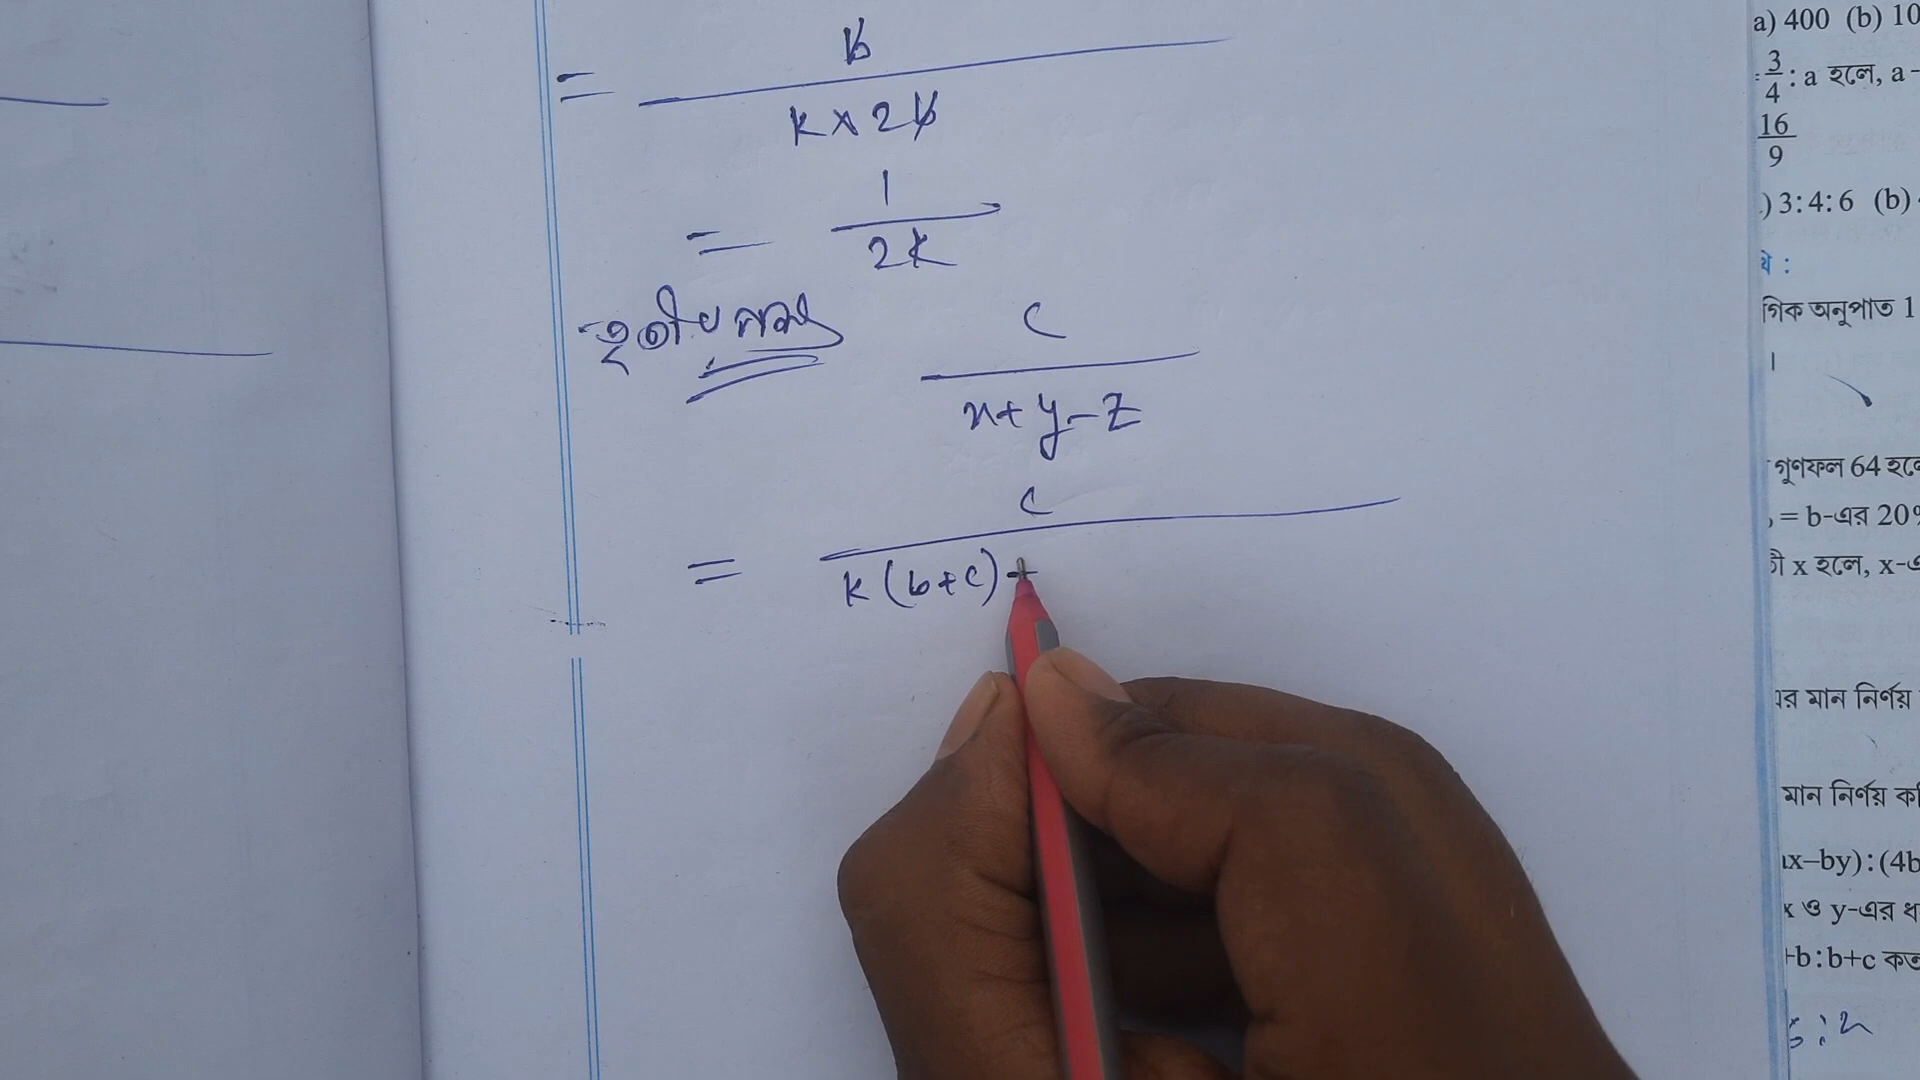 b
= ―――
k × 2b
= 1
2k
তৃতীয় পক্ষ
c
x + y – z
= c
k (b + c) +
a) 400 (b) 10
3/4 : a হলে, a –
16/9
) 3:4:6 (b)
থে :
গিক অনুপাত 1
।
গুণফল 64 হলে
= b-এর 20%
x হলে, x-এ
মান নির্ণয়
মান নির্ণয় ক
x–by):(4b
x ও y-এর
+b:b+c কত
: 2